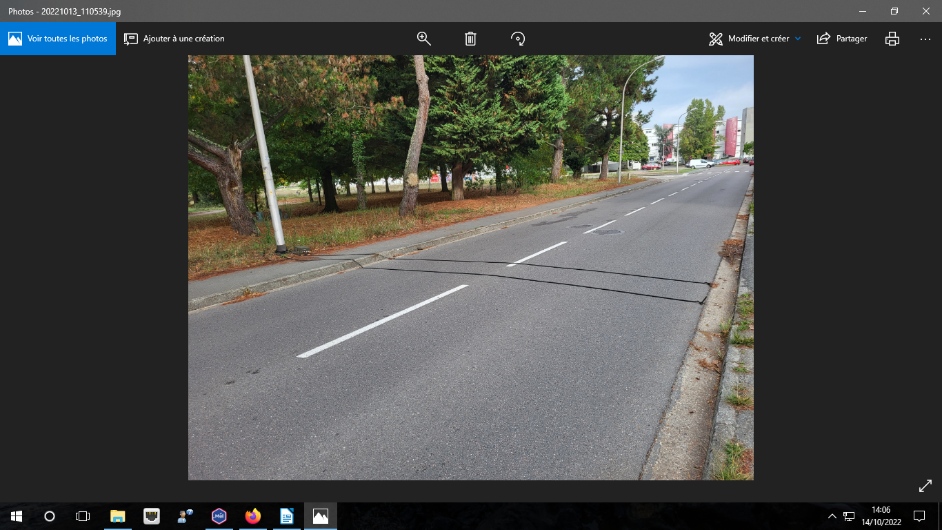 Photos - 20221013_110539.jpg
Voir toutes les photos
Ajouter à une création
Modifier et créer
Partager
14:06
14/10/2022